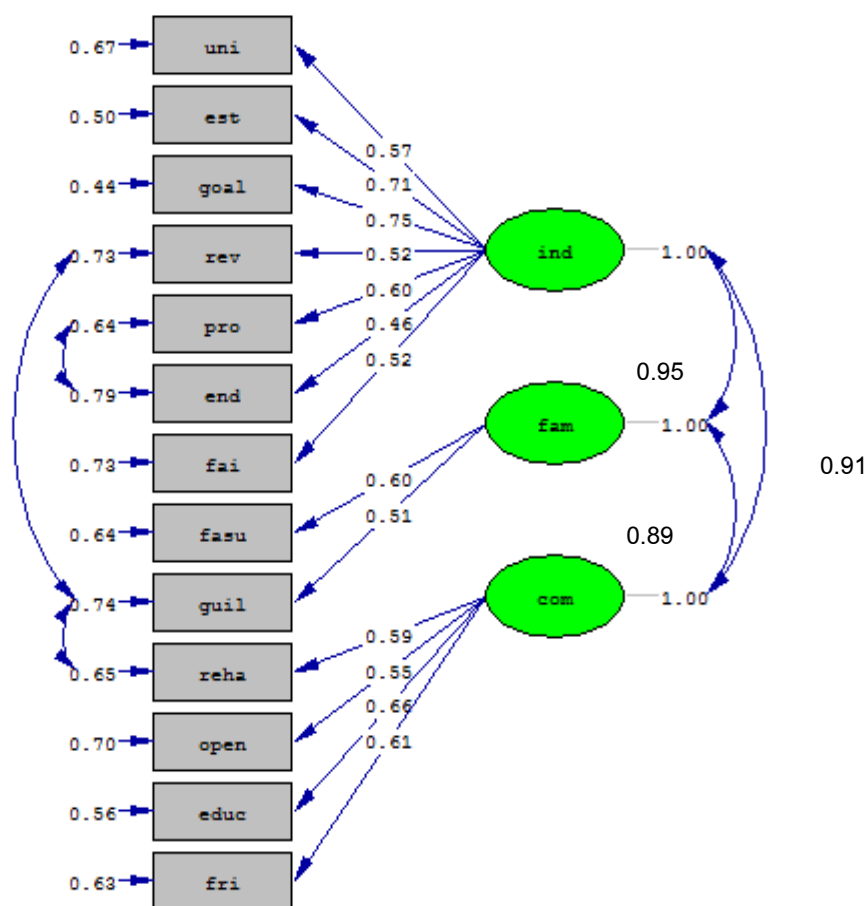 0.67 uni
0.57
0.50 est
0.71
0.44 goal
0.75
0.73 rev
0.52
ind 1.00
0.64 pro
0.60
0.79 end
0.46
0.95
0.73 fai
0.52
fam 1.00
0.91
0.64 fasu
0.60
0.74 guil
0.51
0.89
com 1.00
0.65 reha
0.59
0.70 open
0.55
0.56 educ
0.66
0.63 fri
0.61